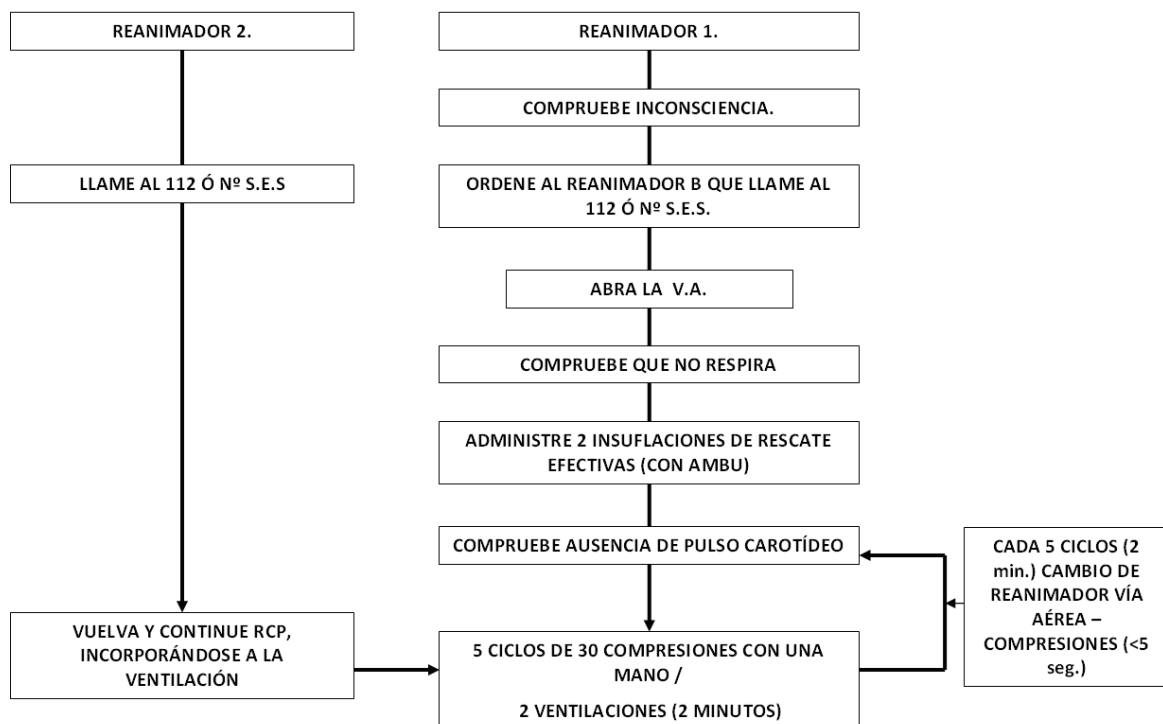 REANIMADOR 2.
REANIMADOR 1.
COMPRUEBE INCONSCIENCIA.
LLAME AL 112 Ó Nº S.E.S
ORDENE AL REANIMADOR B QUE LLAME AL
112 Ó Nº S.E.S.
ABRA LA V.A.
COMPRUEBE QUE NO RESPIRA
ADMINISTRE 2 INSUFLACIONES DE RESCATE
EFECTIVAS (CON AMBU)
COMPRUEBE AUSENCIA DE PULSO CAROTÍDEO
CADA 5 CICLOS (2
min.) CAMBIO DE
REANIMADOR VÍA
AÉREA –
COMPRESIONES (<5
seg.)
VUELVA Y CONTINUE RCP,
INCORPORÁNDOSE A LA
VENTILACIÓN
5 CICLOS DE 30 COMPRESIONES CON UNA
MANO /
2 VENTILACIONES (2 MINUTOS)